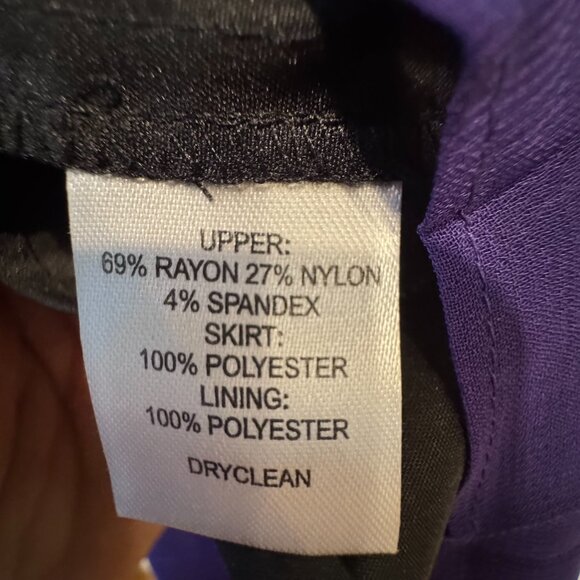 UPPER:
69% RAYON 27% NYLON
4% SPANDEX
SKIRT:
100% POLYESTER
LINING:
100% POLYESTER
DRYCLEAN